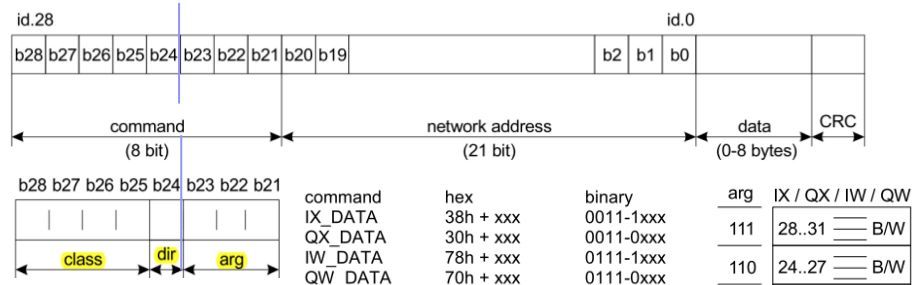 id.28 id.0
b28 b27 b26 b25 b24 b23 b22 b21 b20 b19 b2 b1 b0
command network address data CRC
(8 bit) (21 bit) (0-8 bytes)
b28 b27 b26 b25 b24 b23 b22 b21
class dir arg
command hex binary
IX_DATA 38h + xxx 0011-1xxx
QX_DATA 30h + xxx 0011-0xxx
IW_DATA 78h + xxx 0111-1xxx
QW_DATA 70h + xxx 0111-0xxx
arg IX / QX / IW / QW
111 28..31 B/W
110 24..27 B/W